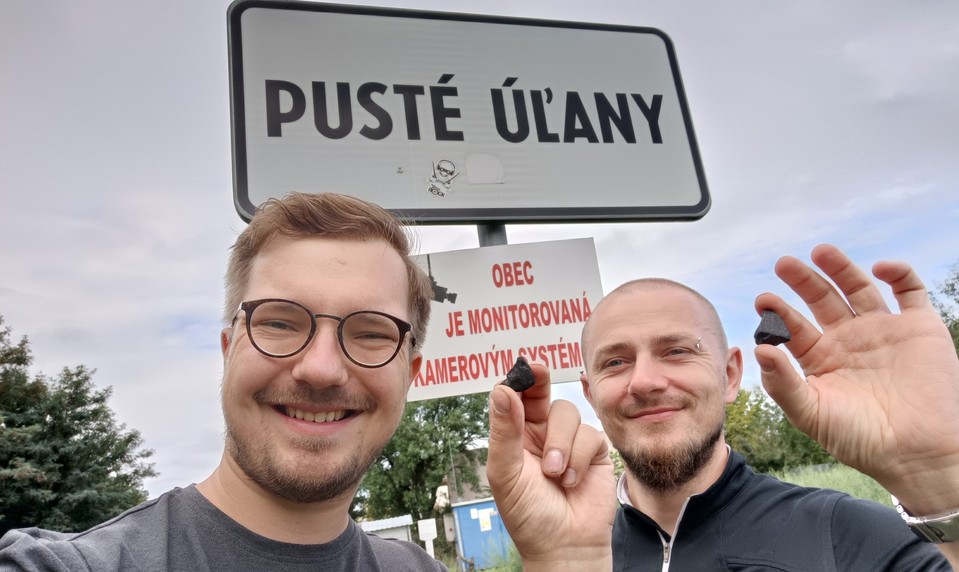 PUSTÉ ÚĽANY
OBEC
JE MONITOROVANÁ
KAMEROVÝM SYSTÉM